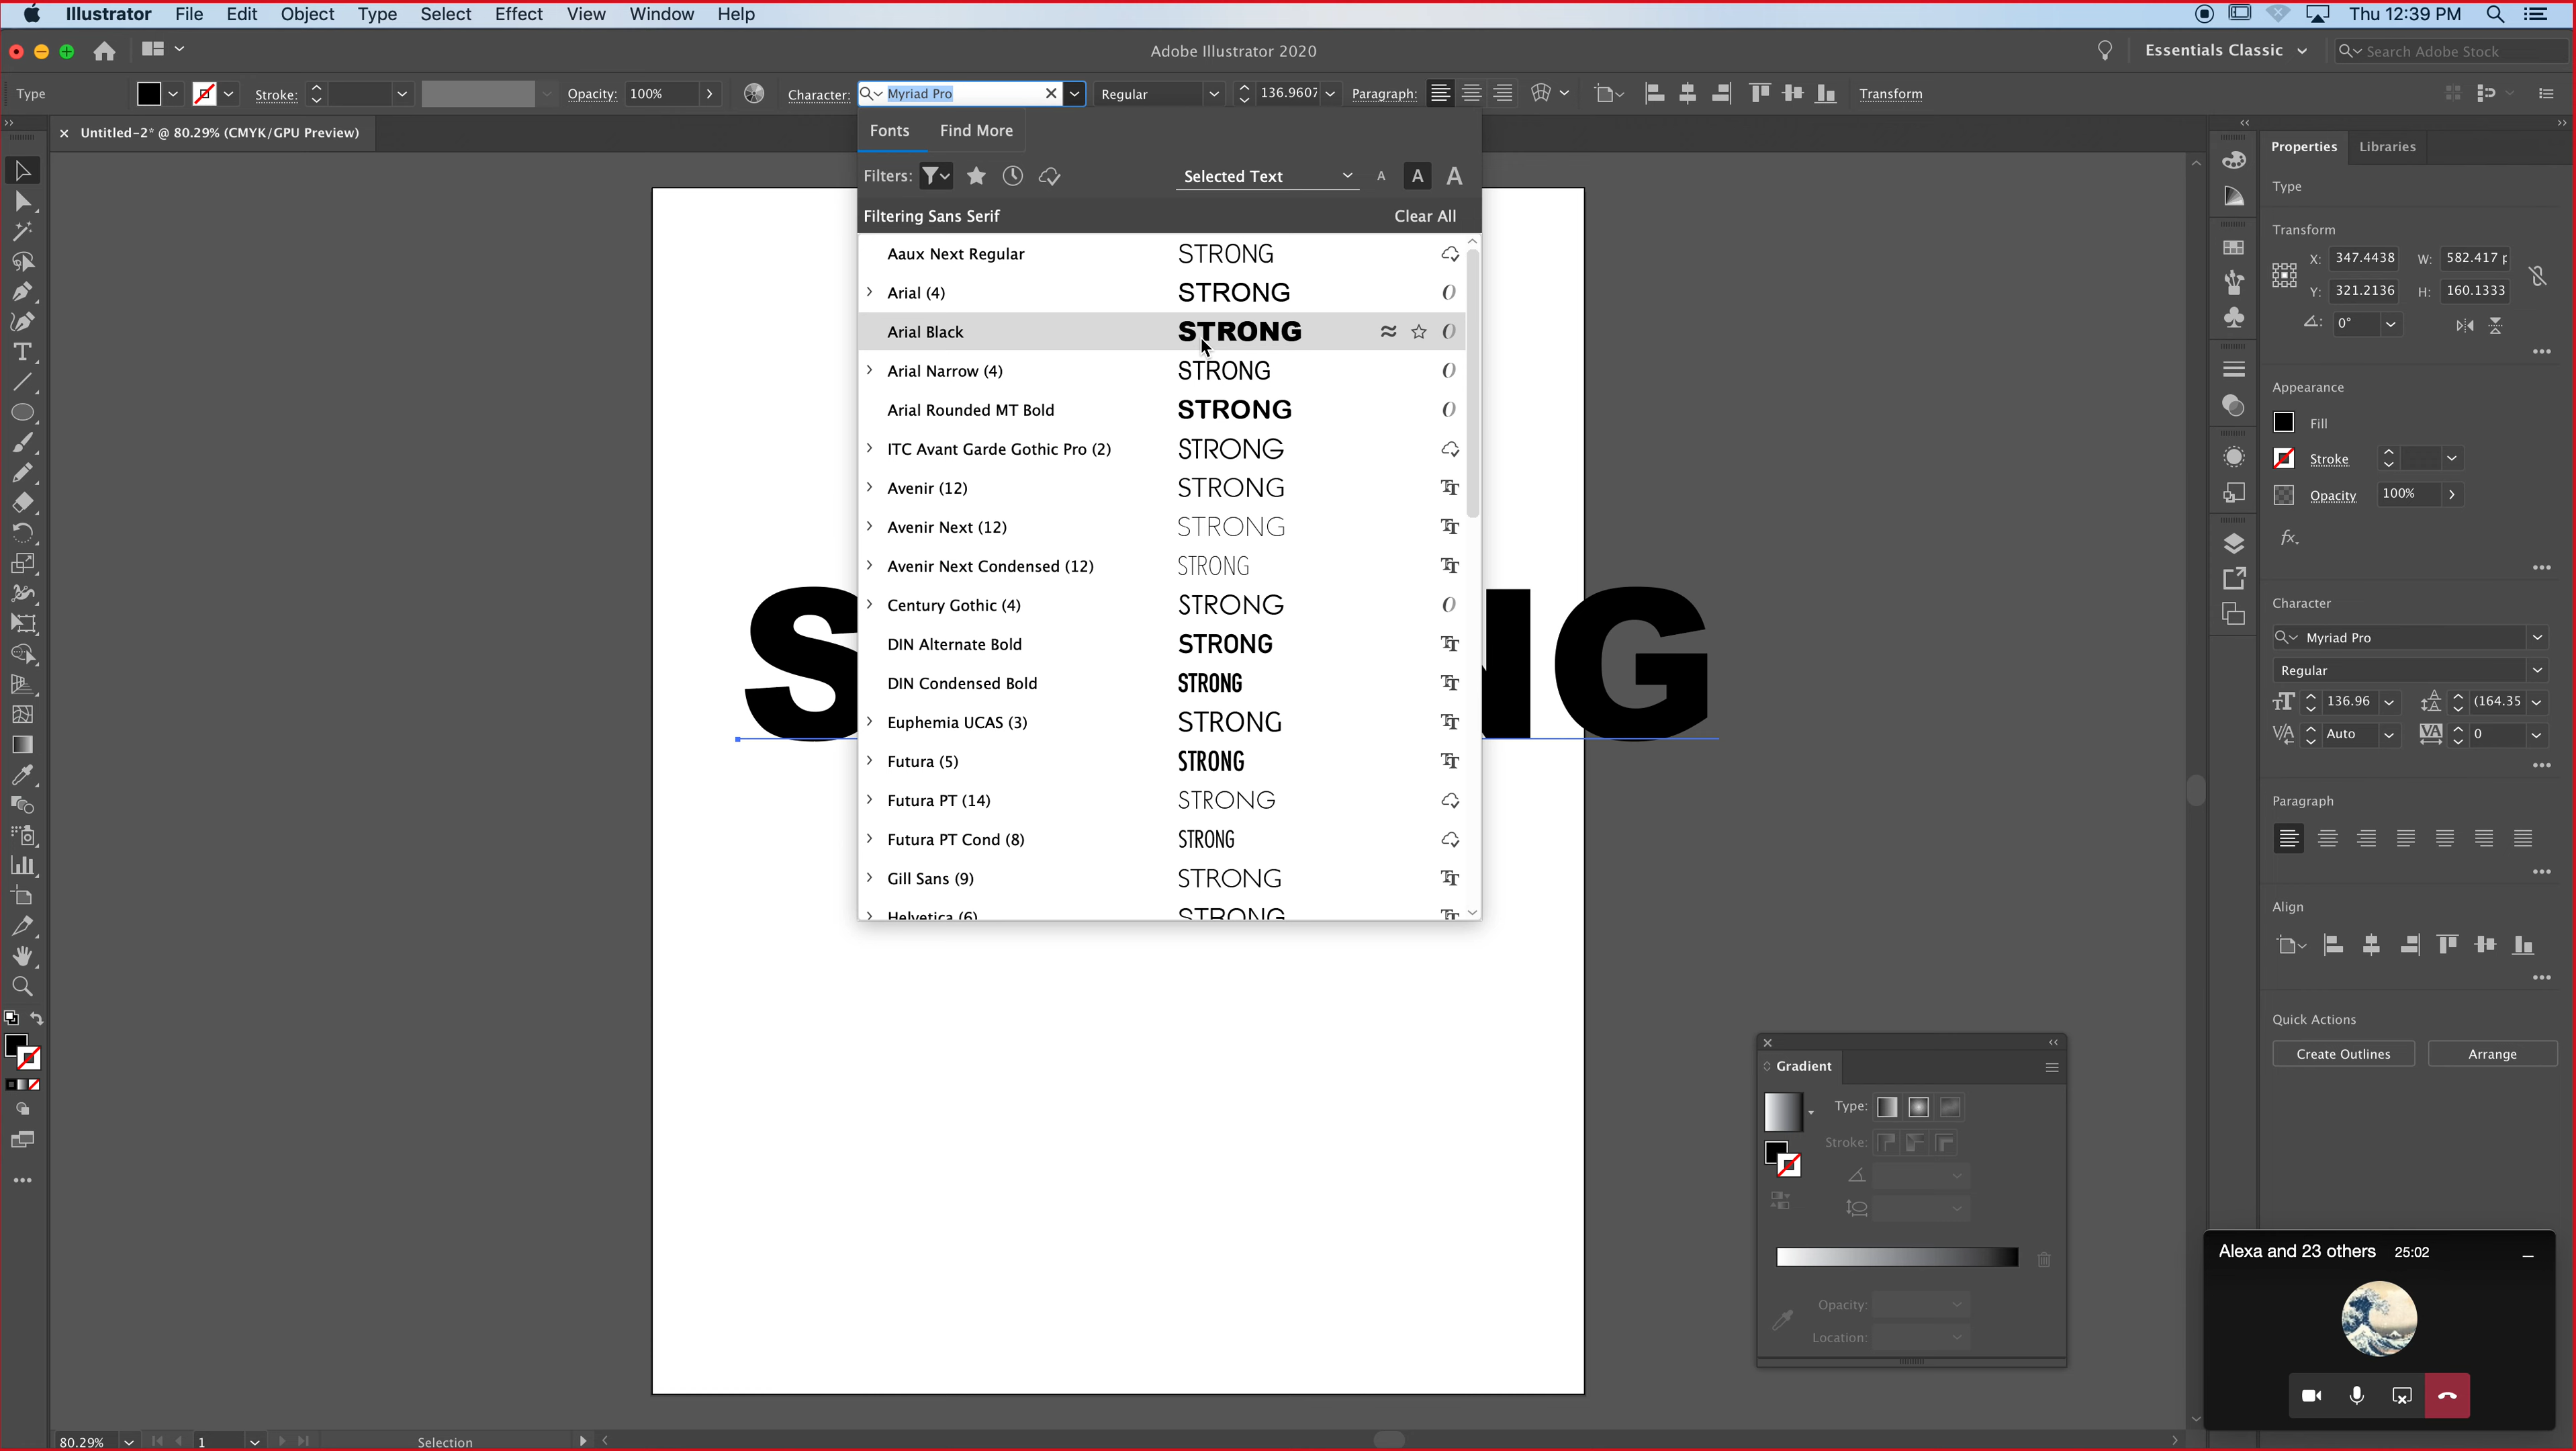 Illustrator File Edit Object Type Select Effect View Window Help Thu 12:39 PM
Adobe Illustrator 2020 Essentials Classic Search Adobe Stock
Type Stroke: Opacity: 100% Character: Myriad Pro Regular 136.9607 Paragraph: Transform
× Untitled-2* @ 80.29% (CMYK/GPU Preview)
Fonts Find More
Filters: Selected Text A A A
Filtering Sans Serif Clear All
Aaux Next Regular STRONG
Arial (4) STRONG
Arial Black STRONG
Arial Narrow (4) STRONG
Arial Rounded MT Bold STRONG
ITC Avant Garde Gothic Pro (2) STRONG
Avenir (12) STRONG
Avenir Next (12) STRONG
Avenir Next Condensed (12) STRONG
Century Gothic (4) STRONG
DIN Alternate Bold STRONG
DIN Condensed Bold STRONG
Euphemia UCAS (3) STRONG
Futura (5) STRONG
Futura PT (14) STRONG
Futura PT Cond (8) STRONG
Gill Sans (9) STRONG
Helvetica (6) STRONG
S NG
Properties Libraries
Type
Transform
X: 347.4438 W: 582.417 p
Y: 321.2136 H: 160.1333
0°
Appearance
Fill
Stroke
Opacity 100%
fx.
Character
Myriad Pro
Regular
136.96 (164.35
Auto 0
Paragraph
Align
Quick Actions
Create Outlines Arrange
Gradient
Type:
Stroke:
Opacity:
Location:
Alexa and 23 others 25:02
80.29% 1 Selection